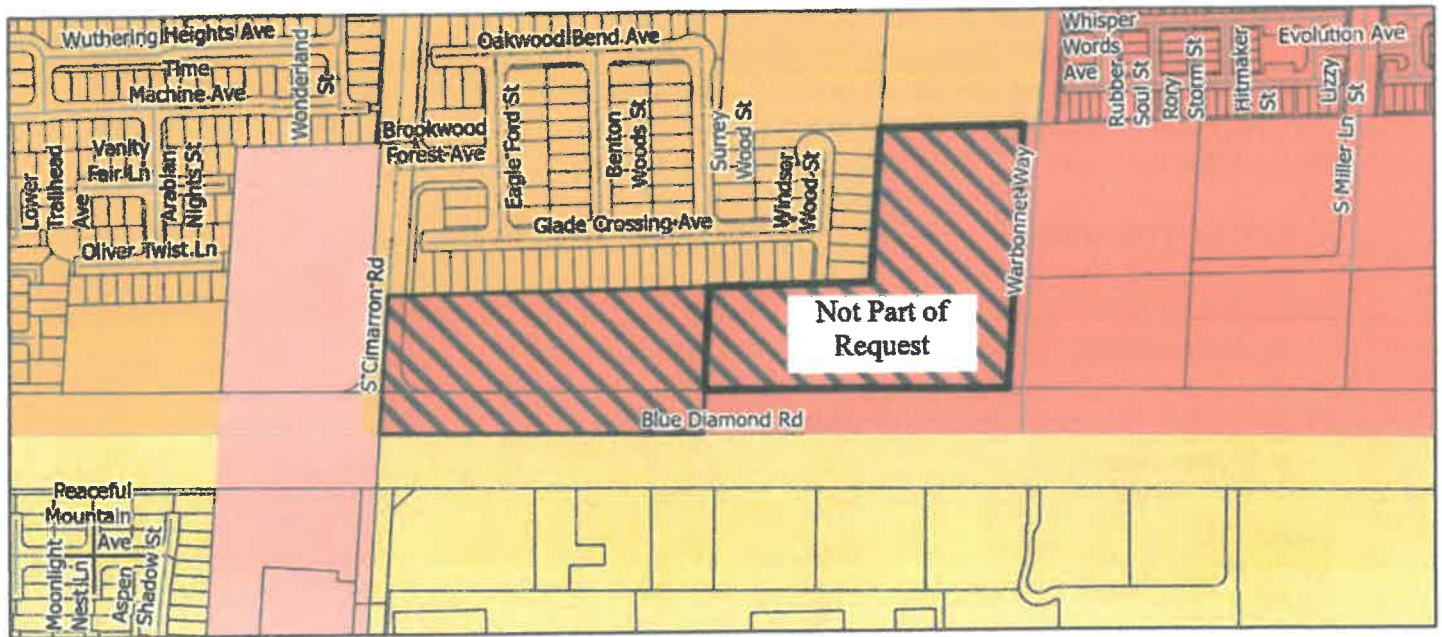 Wuthering Heights Ave
Time
Machine Ave
Wonderland
St
Vanity
Fair Ln
Arabian
Nights St
Lower
Trailhead
Ave
Oliver Twist Ln
S Cimarron Rd
Oakwood Bend Ave
Brookwood
Forest Ave
Eagle Ford St
Benton
Woods St
Surrey
Wood St
Windsor
Wood St
Glade Crossing Ave
Whisper
Words
Ave
Rubber
Soul St
Rory
Storm St
Hitmaker
St
Evolution Ave
Lizzy
St
S Miller Ln
Warbonnet Way
Not Part of
Request
Blue Diamond Rd
Peaceful
Mountain
Ave
Moonlight
Nest Ln
Aspen
Shadow St